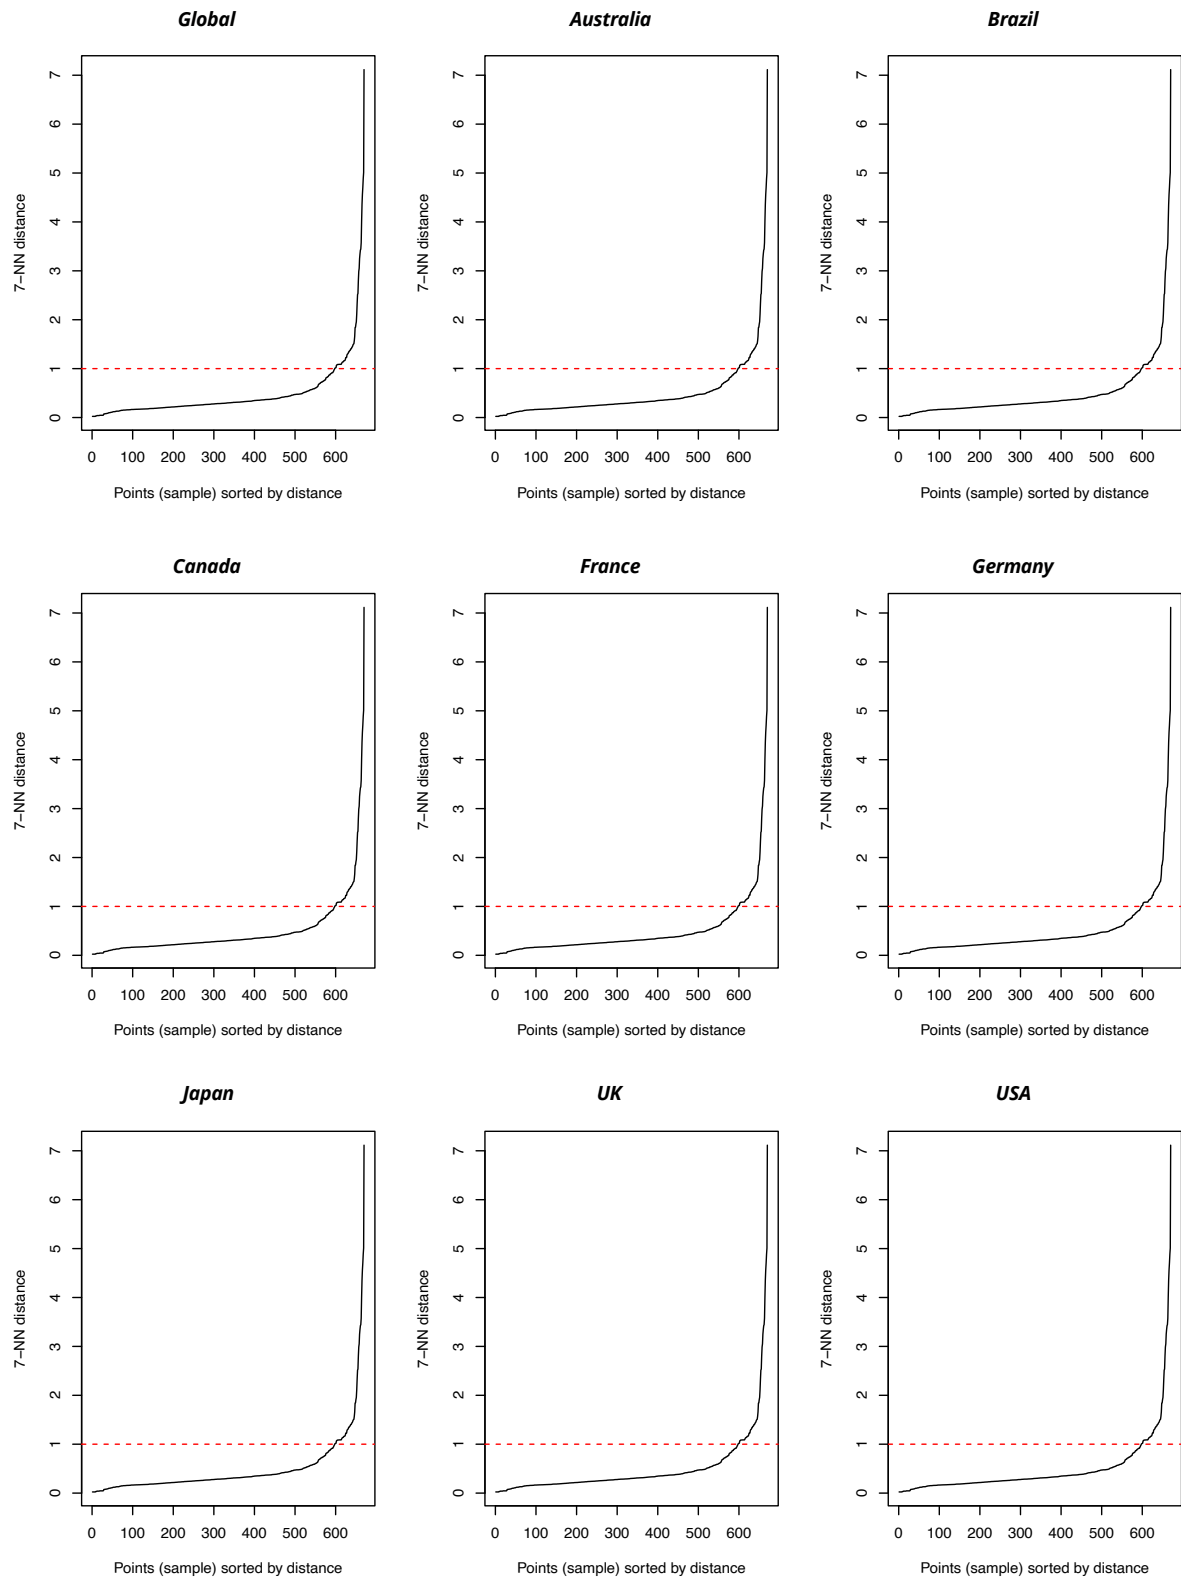 Global Australia Brazil
7 7 7
6 6 6
5 5 5
4 4 4
3 3 3
2 2 2
1 1 1
0 0 0
7−NN distance 7−NN distance 7−NN distance
0 100 200 300 400 500 600 0 100 200 300 400 500 600 0 100 200 300 400 500 600
Points (sample) sorted by distance Points (sample) sorted by distance Points (sample) sorted by distance
Canada France Germany
7 7 7
6 6 6
5 5 5
4 4 4
3 3 3
2 2 2
1 1 1
0 0 0
7−NN distance 7−NN distance 7−NN distance
0 100 200 300 400 500 600 0 100 200 300 400 500 600 0 100 200 300 400 500 600
Points (sample) sorted by distance Points (sample) sorted by distance Points (sample) sorted by distance
Japan UK USA
7 7 7
6 6 6
5 5 5
4 4 4
3 3 3
2 2 2
1 1 1
0 0 0
7−NN distance 7−NN distance 7−NN distance
0 100 200 300 400 500 600 0 100 200 300 400 500 600 0 100 200 300 400 500 600
Points (sample) sorted by distance Points (sample) sorted by distance Points (sample) sorted by distance